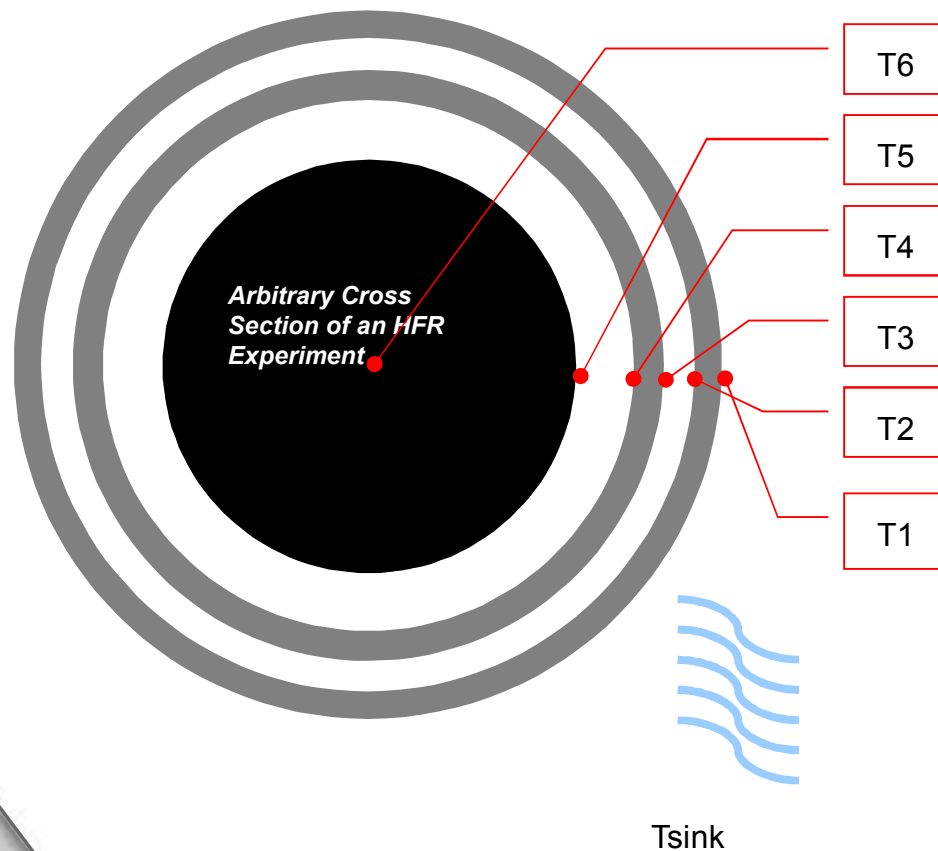 T6
T5
T4
T3
T2
T1
Arbitrary Cross
Section of an HFR
Experiment
Tsink